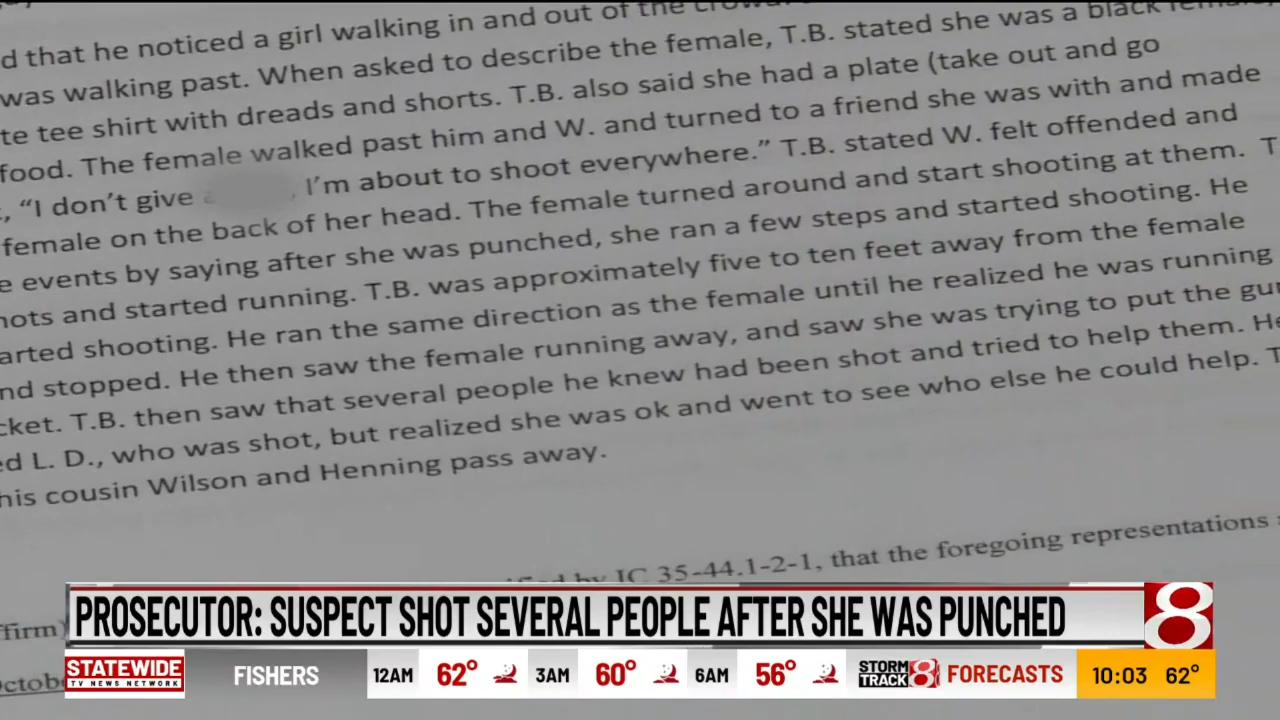 d that he noticed a girl walking in and out of the crowd
was walking past. When asked to describe the female, T.B. stated she was a black female,
te tee shirt with dreads and shorts. T.B. also said she had a plate (take out and go
food. The female walked past him and W. and turned to a friend she was with and made
, “I don’t give I’m about to shoot everywhere.” T.B. stated W. felt offended and
female on the back of her head. The female turned around and start shooting at them. T
e events by saying after she was punched, she ran a few steps and started shooting. He
hots and started running. T.B. was approximately five to ten feet away from the female
arted shooting. He ran the same direction as the female until he realized he was running
nd stopped. He then saw the female running away, and saw she was trying to put the gun
cket. T.B. then saw that several people he knew had been shot and tried to help them. He
ed L. D., who was shot, but realized she was ok and went to see who else he could help. T
his cousin Wilson and Henning pass away.
by IC 35-44.1-2-1, that the foregoing representations
ffirm)
PROSECUTOR: SUSPECT SHOT SEVERAL PEOPLE AFTER SHE WAS PUNCHED
8
Octob
STATEWIDE
TV NEWS NETWORK
FISHERS 12AM 62° 3AM 60° 6AM 56°
STORM TRACK 8 FORECASTS
10:03 62°